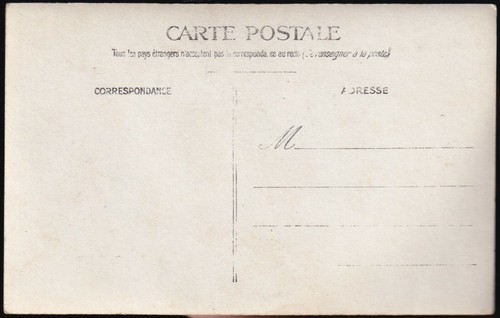 CARTE POSTALE
Tous les pays étrangers n'acceptent pas la correspondance au recto (Se renseigner à la poste)
CORRESPONDANCE
ADRESSE
M